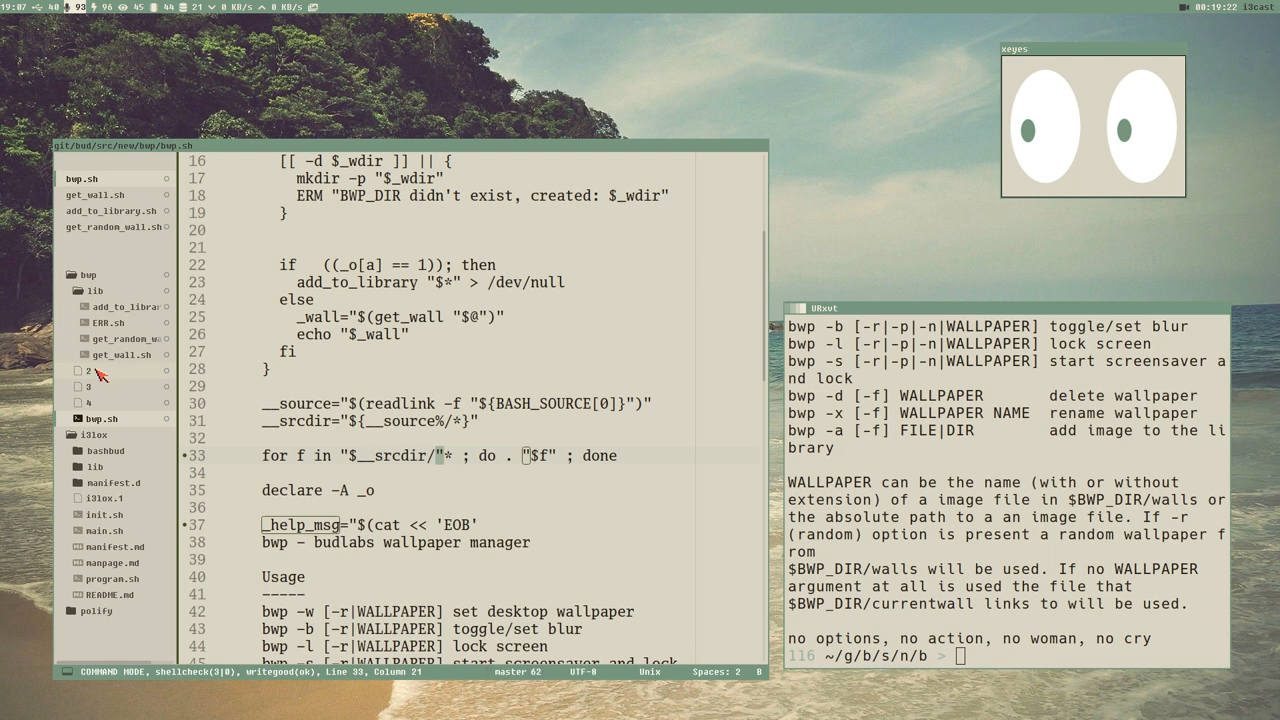 19:07 40 93 96 45 44 21 0 KB/s 0 KB/s
00:19:22 i3cast
xeyes
git/bud/src/new/bwp/bwp.sh
bwp.sh
get_wall.sh
add_to_library.sh
get_random_wall.sh
bwp
lib
add_to_librar
ERR.sh
get_random_wa
get_wall.sh
2
3
4
bwp.sh
i3lox
bashbud
lib
manifest.d
i3lox.1
init.sh
main.sh
manifest.md
manpage.md
program.sh
README.md
polify
16 [[ -d $_wdir ]] || {
17 mkdir -p "$_wdir"
18 ERM "BWP_DIR didn't exist, created: $_wdir"
19 }
20
21
22 if ((_o[a] == 1)); then
23 add_to_library "$*" > /dev/null
24 else
25 _wall="$(get_wall "$@")"
26 echo "$_wall"
27 fi
28 }
29
30 __source="$(readlink -f "${BASH_SOURCE[0]}")"
31 __srcdir="${__source%/*}"
32
33 for f in "$__srcdir/"* ; do . "$f" ; done
34
35 declare -A _o
36
37 _help_msg="$(cat << 'EOB'
38 bwp - budlabs wallpaper manager
39
40 Usage
41 -----
42 bwp -w [-r|WALLPAPER] set desktop wallpaper
43 bwp -b [-r|WALLPAPER] toggle/set blur
44 bwp -l [-r|WALLPAPER] lock screen
45 bwp -s [-r|WALLPAPER] start screensaver and lock
COMMAND MODE, shellcheck(3|0), writegood(ok), Line 33, Column 21 master 62 UTF-8 Unix Spaces: 2 B
URxvt
bwp -b [-r|-p|-n|WALLPAPER] toggle/set blur
bwp -l [-r|-p|-n|WALLPAPER] lock screen
bwp -s [-r|-p|-n|WALLPAPER] start screensaver a
nd lock
bwp -d [-f] WALLPAPER delete wallpaper
bwp -x [-f] WALLPAPER NAME rename wallpaper
bwp -a [-f] FILE|DIR add image to the li
brary
WALLPAPER can be the name (with or without
extension) of a image file in $BWP_DIR/walls or
the absolute path to a an image file. If -r
(random) option is present a random wallpaper f
rom
$BWP_DIR/walls will be used. If no WALLPAPER
argument at all is used the file that
$BWP_DIR/currentwall links to will be used.
no options, no action, no woman, no cry
116 ~/g/b/s/n/b >